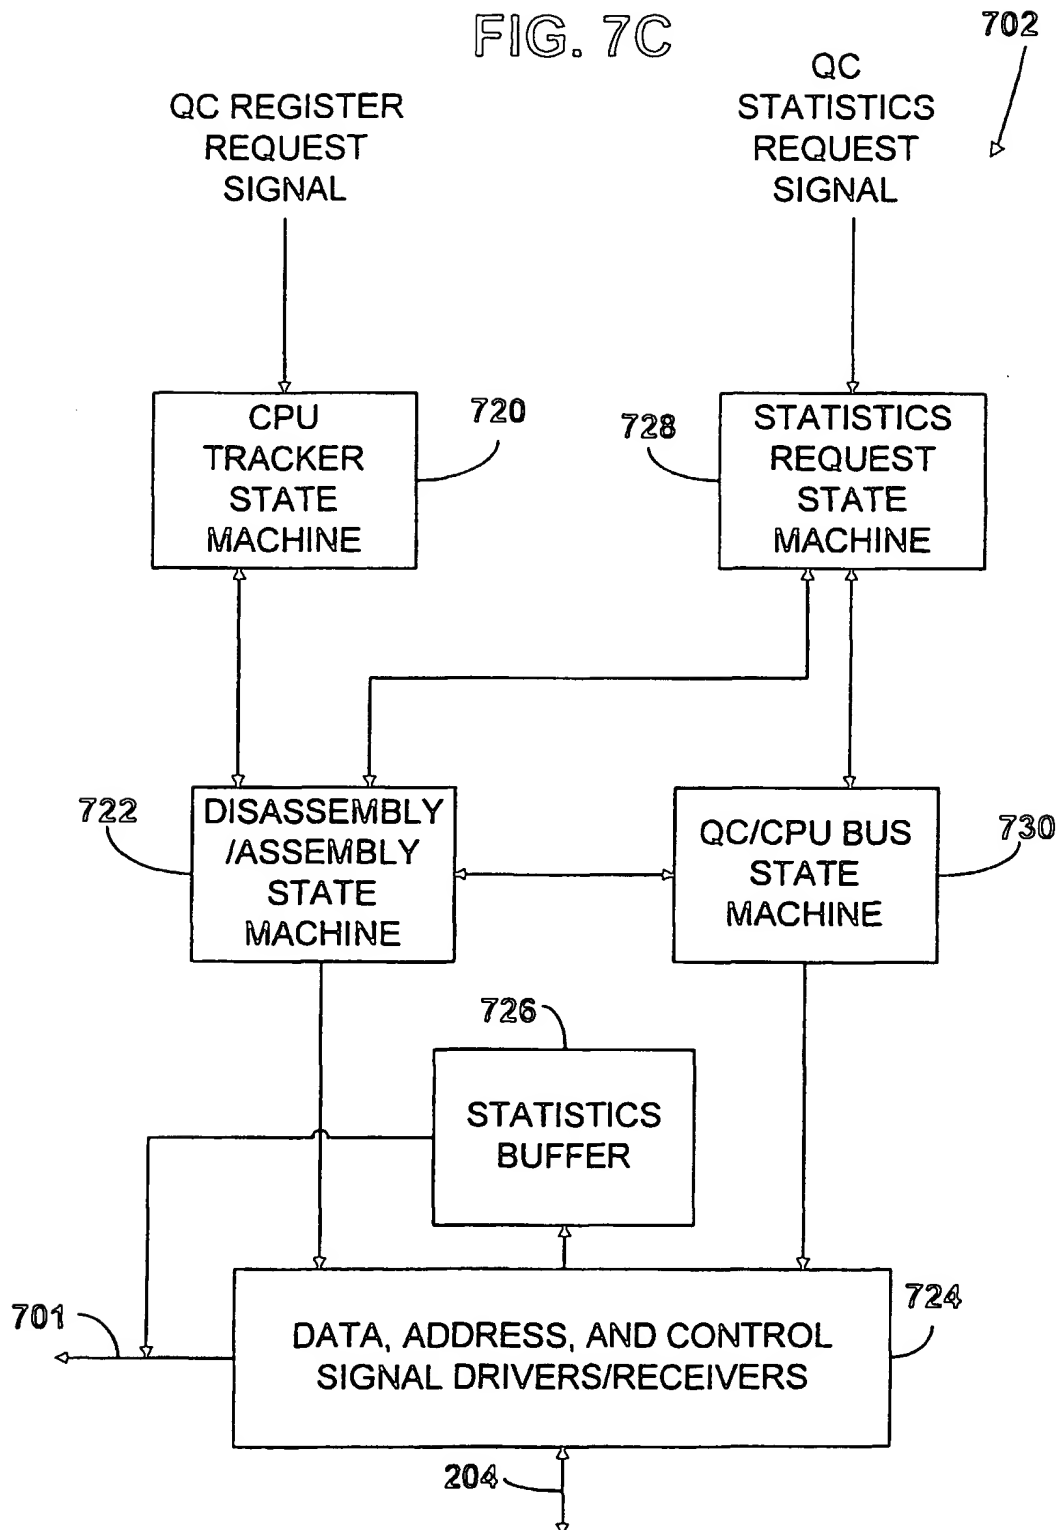 FIG. 7C
702
QC REGISTER
REQUEST
SIGNAL
QC
STATISTICS
REQUEST
SIGNAL
CPU
TRACKER
STATE
MACHINE
720
728
STATISTICS
REQUEST
STATE
MACHINE
722
DISASSEMBLY
/ASSEMBLY
STATE
MACHINE
QC/CPU BUS
STATE
MACHINE
730
726
STATISTICS
BUFFER
701
DATA, ADDRESS, AND CONTROL
SIGNAL DRIVERS/RECEIVERS
724
204